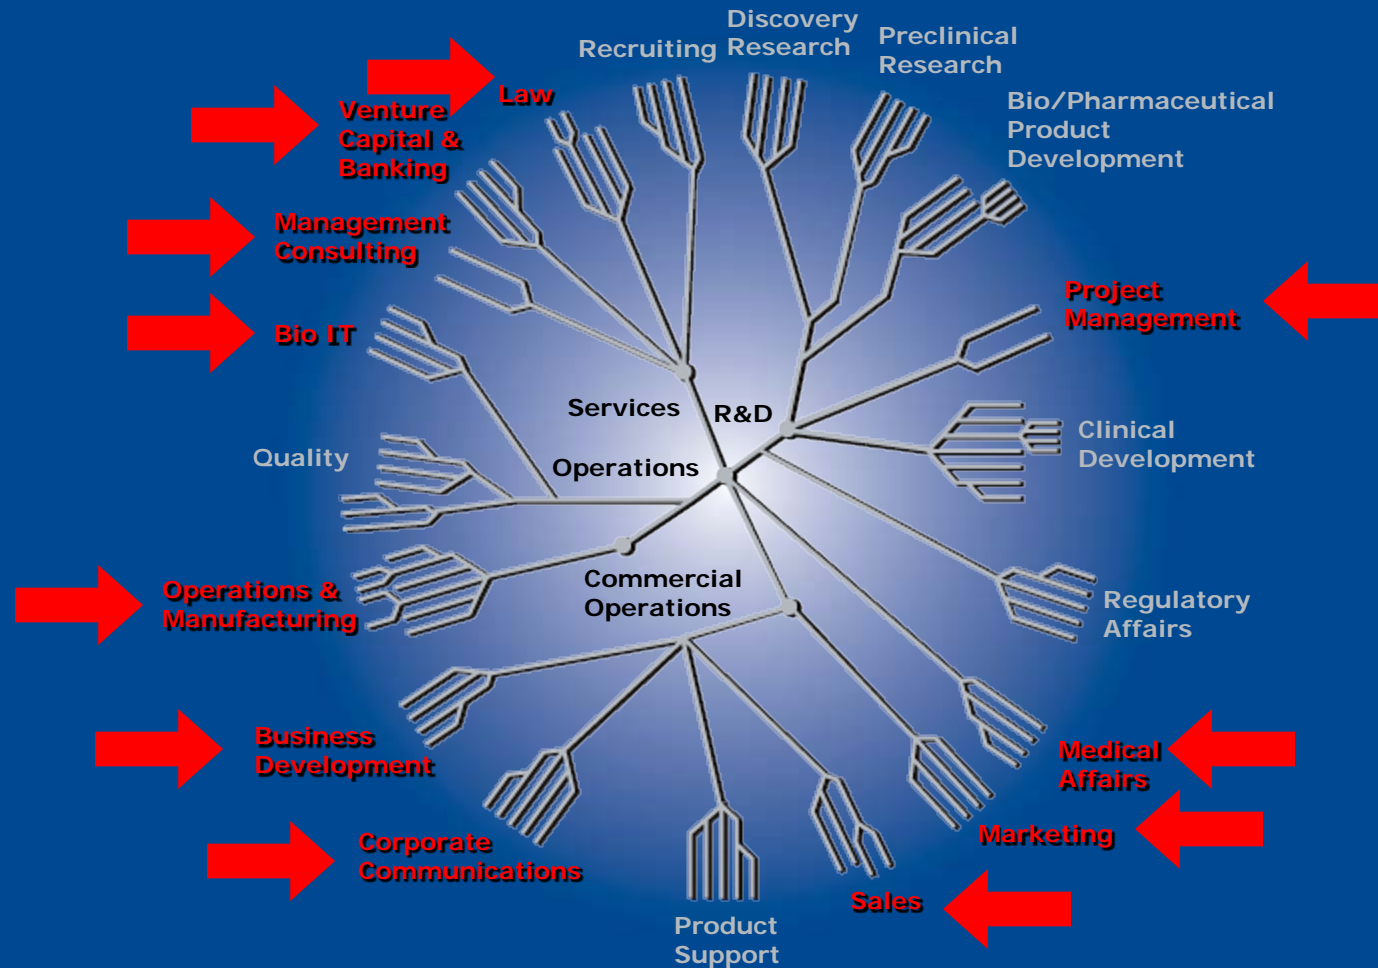 Discovery
Research
Recruiting
Preclinical
Research
Law
Venture
Capital &
Banking
Bio/Pharmaceutical
Product
Development
Management
Consulting
Project
Management
Bio IT
Services
R&D
Clinical
Development
Quality
Operations
Commercial
Operations
Operations &
Manufacturing
Regulatory
Affairs
Business
Development
Medical
Affairs
Marketing
Corporate
Communications
Sales
Product
Support